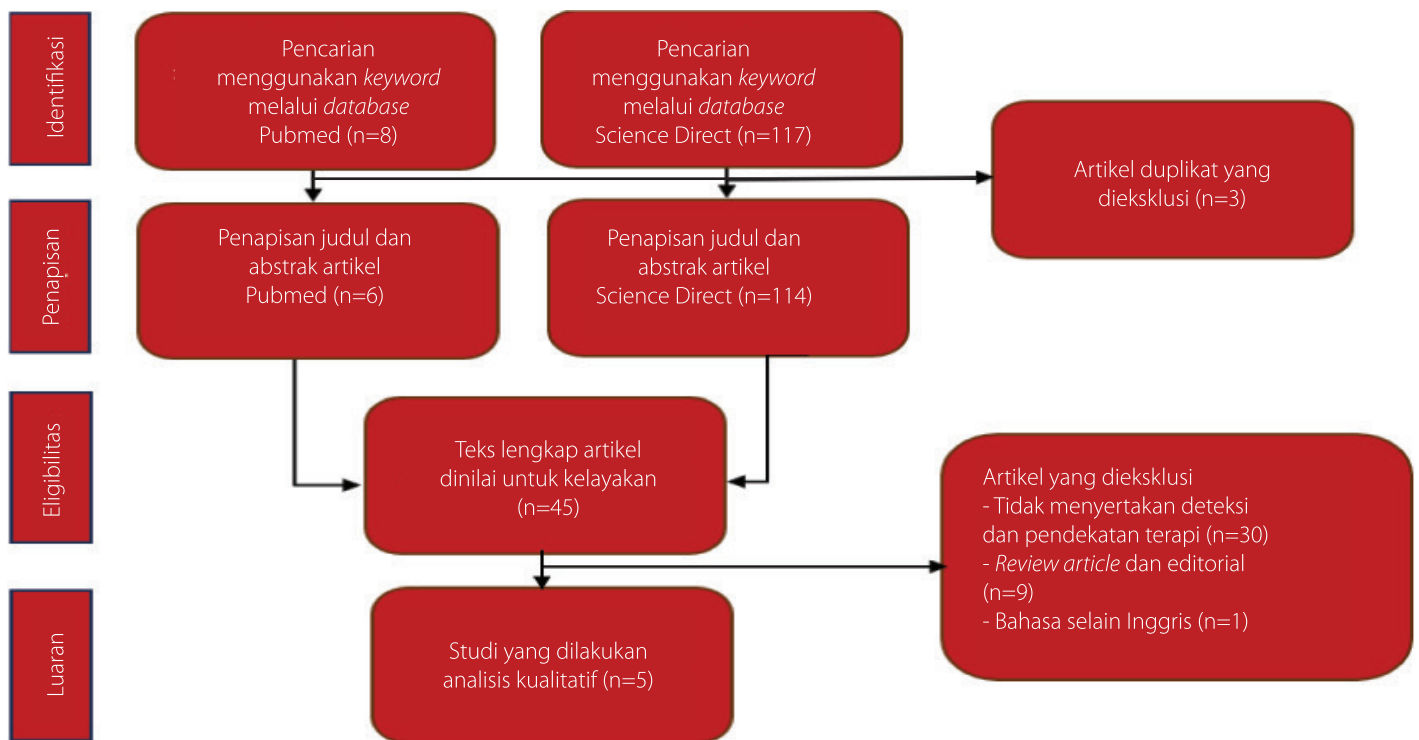 Identifikasi
Pencarian
menggunakan keyword
melalui database
Pubmed (n=8)
Pencarian
menggunakan keyword
melalui database
Science Direct (n=117)
Artikel duplikat yang
dieksklusi (n=3)
Penapisan
Penapisan judul dan
abstrak artikel
Pubmed (n=6)
Penapisan judul dan
abstrak artikel
Science Direct (n=114)
Eligibilitas
Teks lengkap artikel
dinilai untuk kelayakan
(n=45)
Artikel yang dieksklusi
- Tidak menyertakan deteksi
dan pendekatan terapi (n=30)
- Review article dan editorial
(n=9)
- Bahasa selain Inggris (n=1)
Luaran
Studi yang dilakukan
analisis kualitatif (n=5)